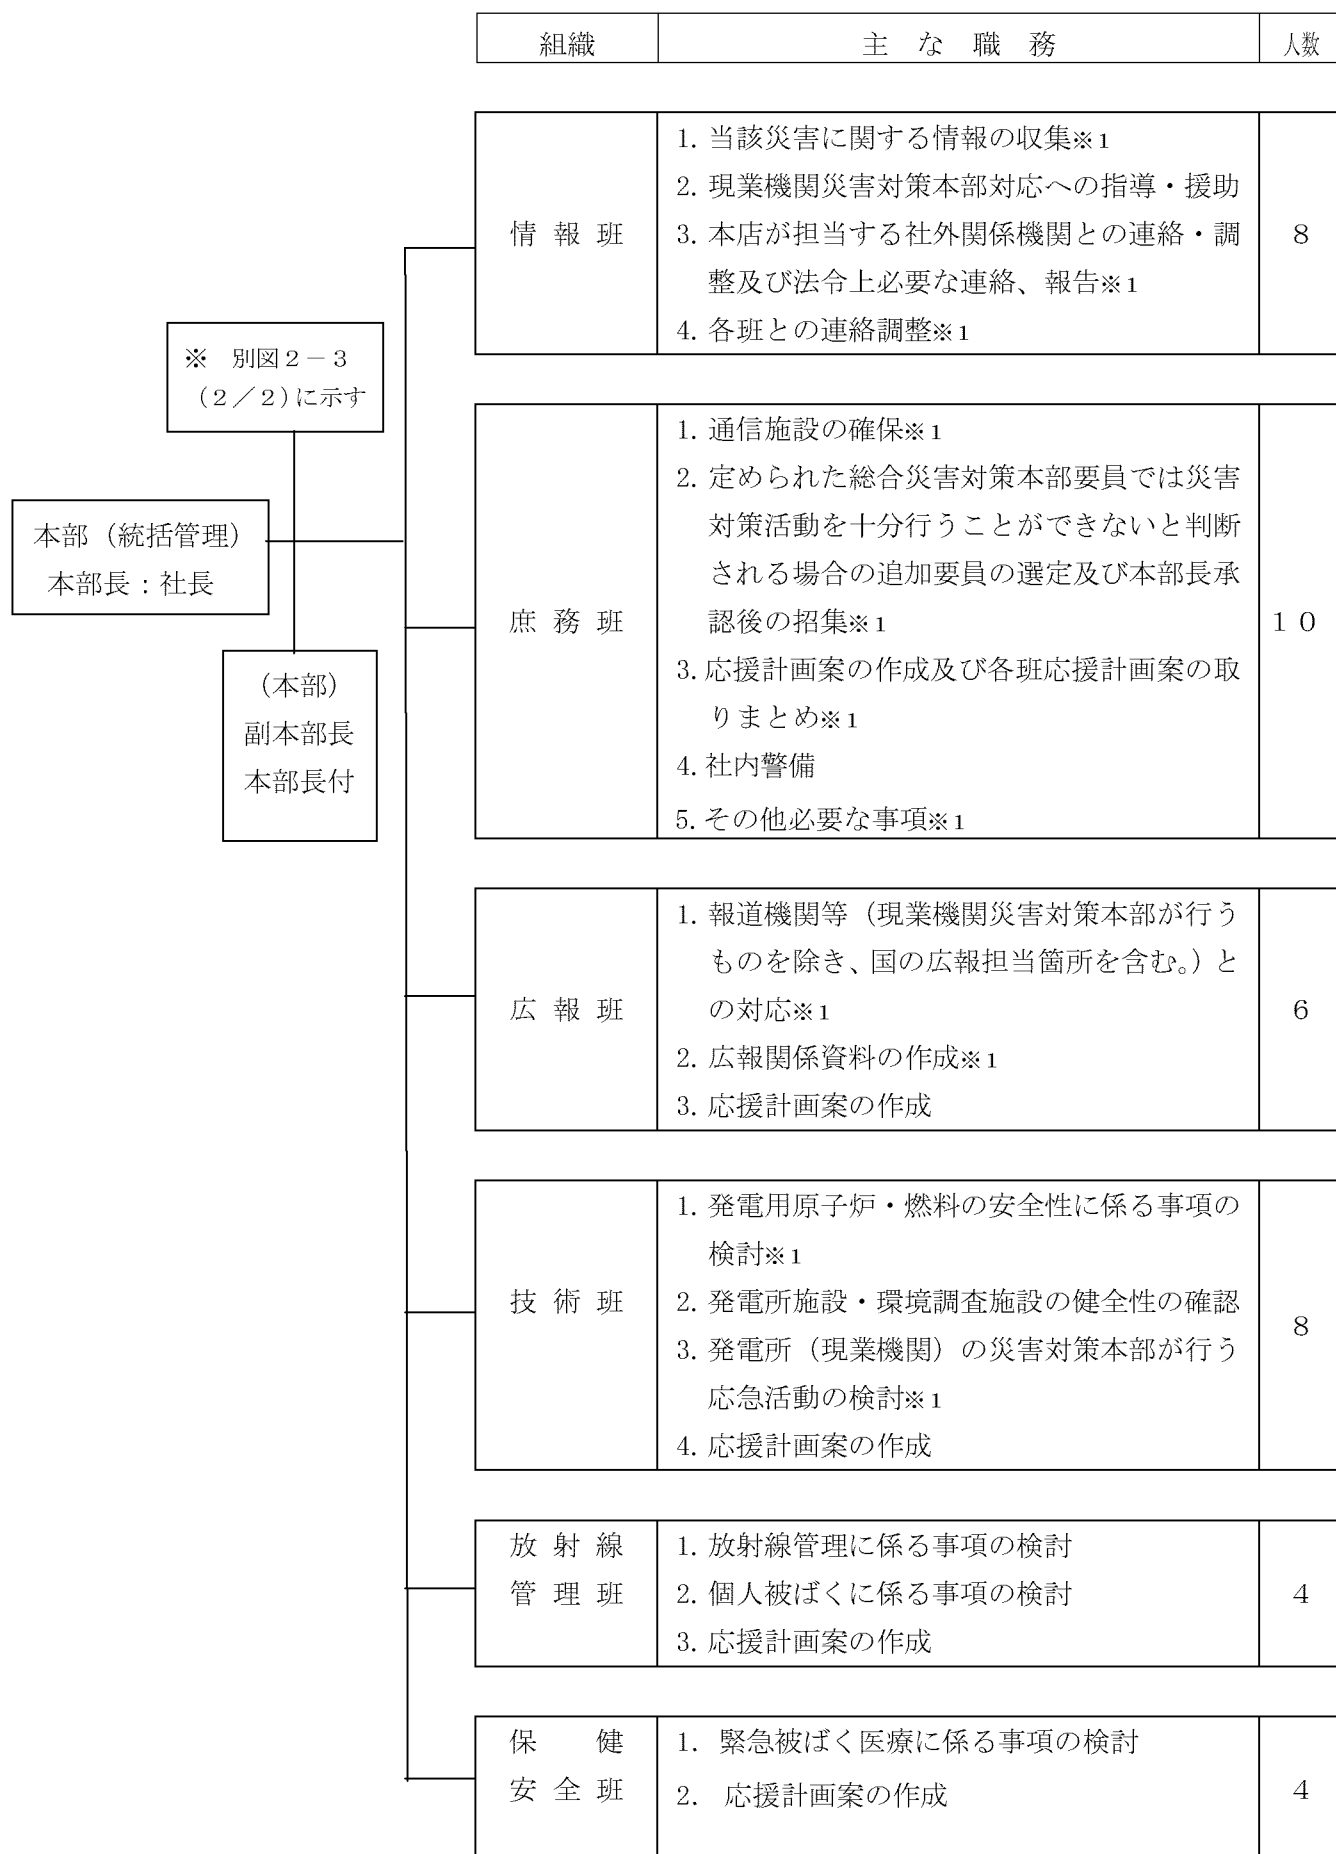 組織 主な職務 人数
1. 当該災害に関する情報の収集※1
2. 現業機関災害対策本部対応への指導・援助
情報班 3. 本店が担当する社外関係機関との連絡・調 8
整及び法令上必要な連絡、報告※1
4. 各班との連絡調整※1
※ 別図2-3
(2/2)に示す
本部(統括管理)
本部長:社長
(本部)
副本部長
本部長付
1. 通信施設の確保※1
2. 定められた総合災害対策本部要員では災害
対策活動を十分行うことができないと判断
される場合の追加要員の選定及び本部長承
庶務班 認後の招集※1 10
3. 応援計画案の作成及び各班応援計画案の取
りまとめ※1
4. 社内警備
5. その他必要な事項※1
1. 報道機関等(現業機関災害対策本部が行う
ものを除き、国の広報担当箇所を含む。)と
広報班 の対応※1 6
2. 広報関係資料の作成※1
3. 応援計画案の作成
1. 発電用原子炉・燃料の安全性に係る事項の
検討※1
技術班 2. 発電所施設・環境調査施設の健全性の確認 8
3. 発電所(現業機関)の災害対策本部が行う
応急活動の検討※1
4. 応援計画案の作成
放射線 1. 放射線管理に係る事項の検討
管理班 2. 個人被ばくに係る事項の検討 4
3. 応援計画案の作成
保健 1. 緊急被ばく医療に係る事項の検討
安全班 2. 応援計画案の作成 4